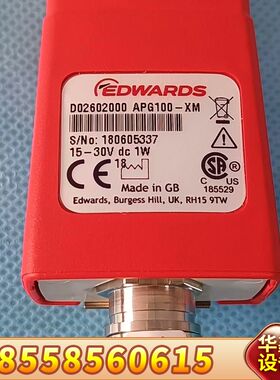 EDWARDS
D02602000 APG100-XM
S/No: 180605337
15-30V dc 1W
18
Made in GB
C US
185529
Edwards, Burgess Hill, UK, RH15 9TW
8558560615
华
设